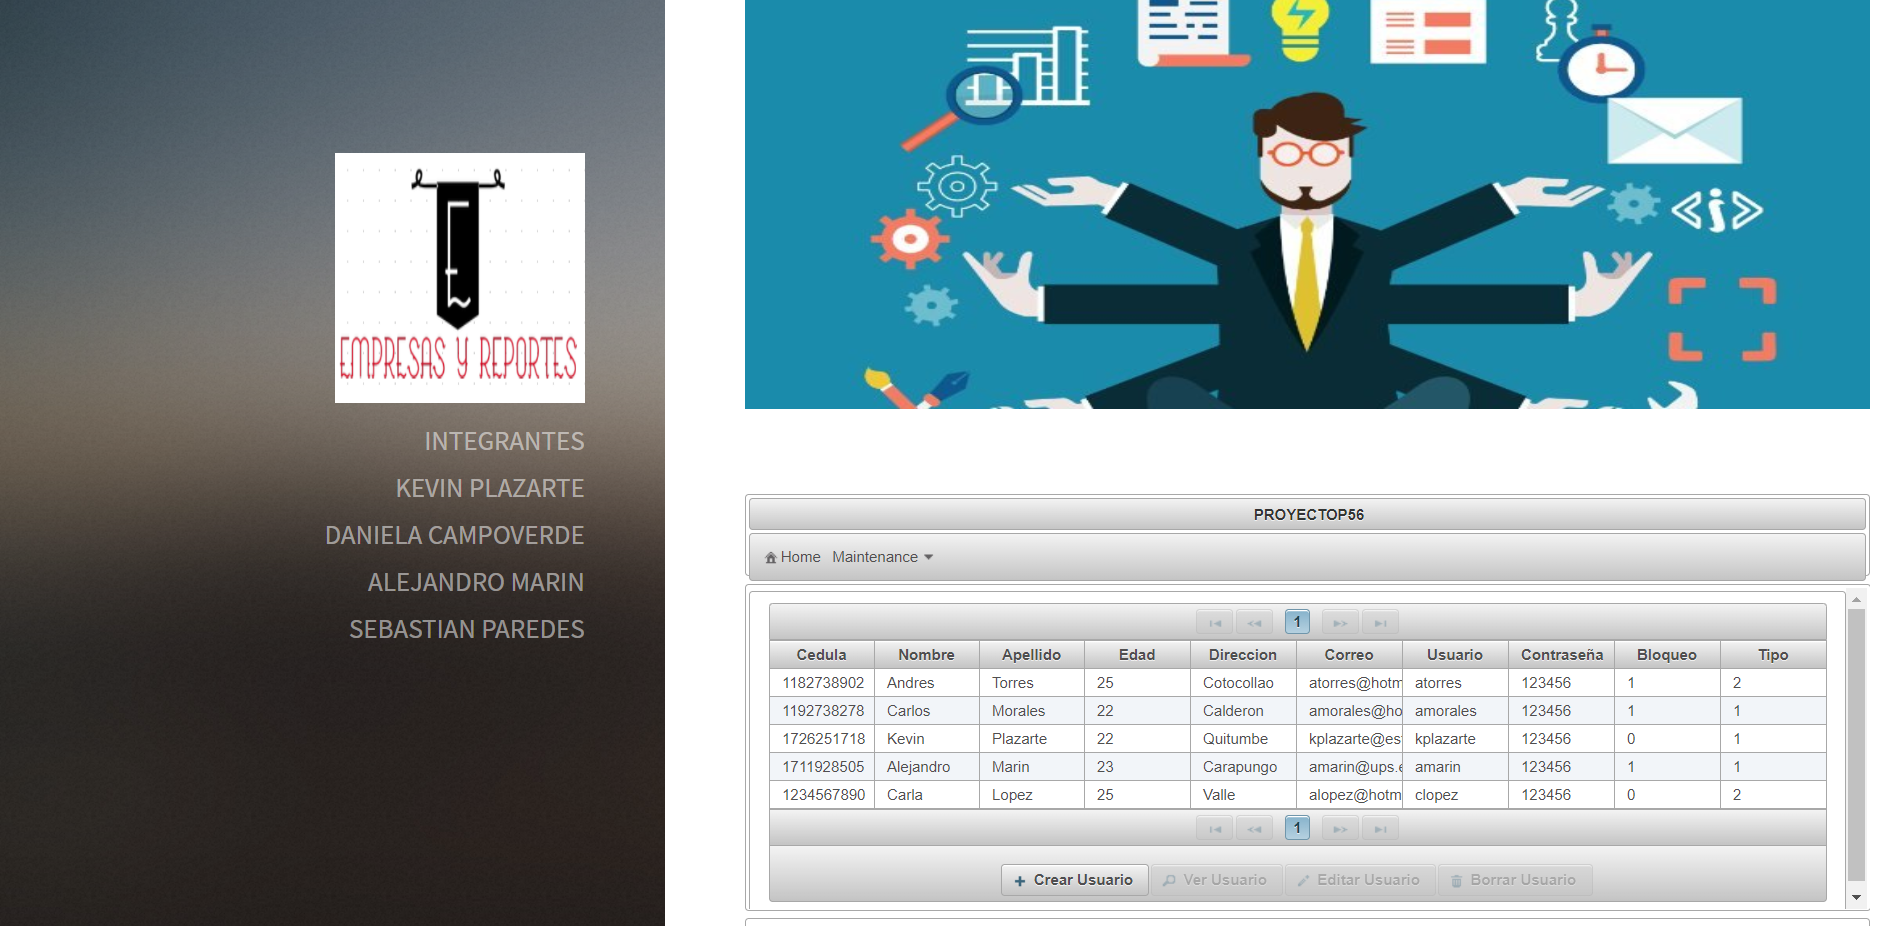 E
EMPRESAS Y REPORTES
INTEGRANTES
KEVIN PLAZARTE
DANIELA CAMPOVERDE
ALEJANDRO MARIN
SEBASTIAN PAREDES
<i>
PROYECTOP56
Home Maintenance
1
Cedula Nombre Apellido Edad Direccion Correo Usuario Contraseña Bloqueo Tipo
1182738902 Andres Torres 25 Cotocollao atorres@hotm atorres 123456 1 2
1192738278 Carlos Morales 22 Calderon amorales@ho amorales 123456 1 1
1726251718 Kevin Plazarte 22 Quitumbe kplazarte@es kplazarte 123456 0 1
1711928505 Alejandro Marin 23 Carapungo amarin@ups.e amarin 123456 1 1
1234567890 Carla Lopez 25 Valle alopez@hotm clopez 123456 0 2
1
Crear Usuario Ver Usuario Editar Usuario Borrar Usuario